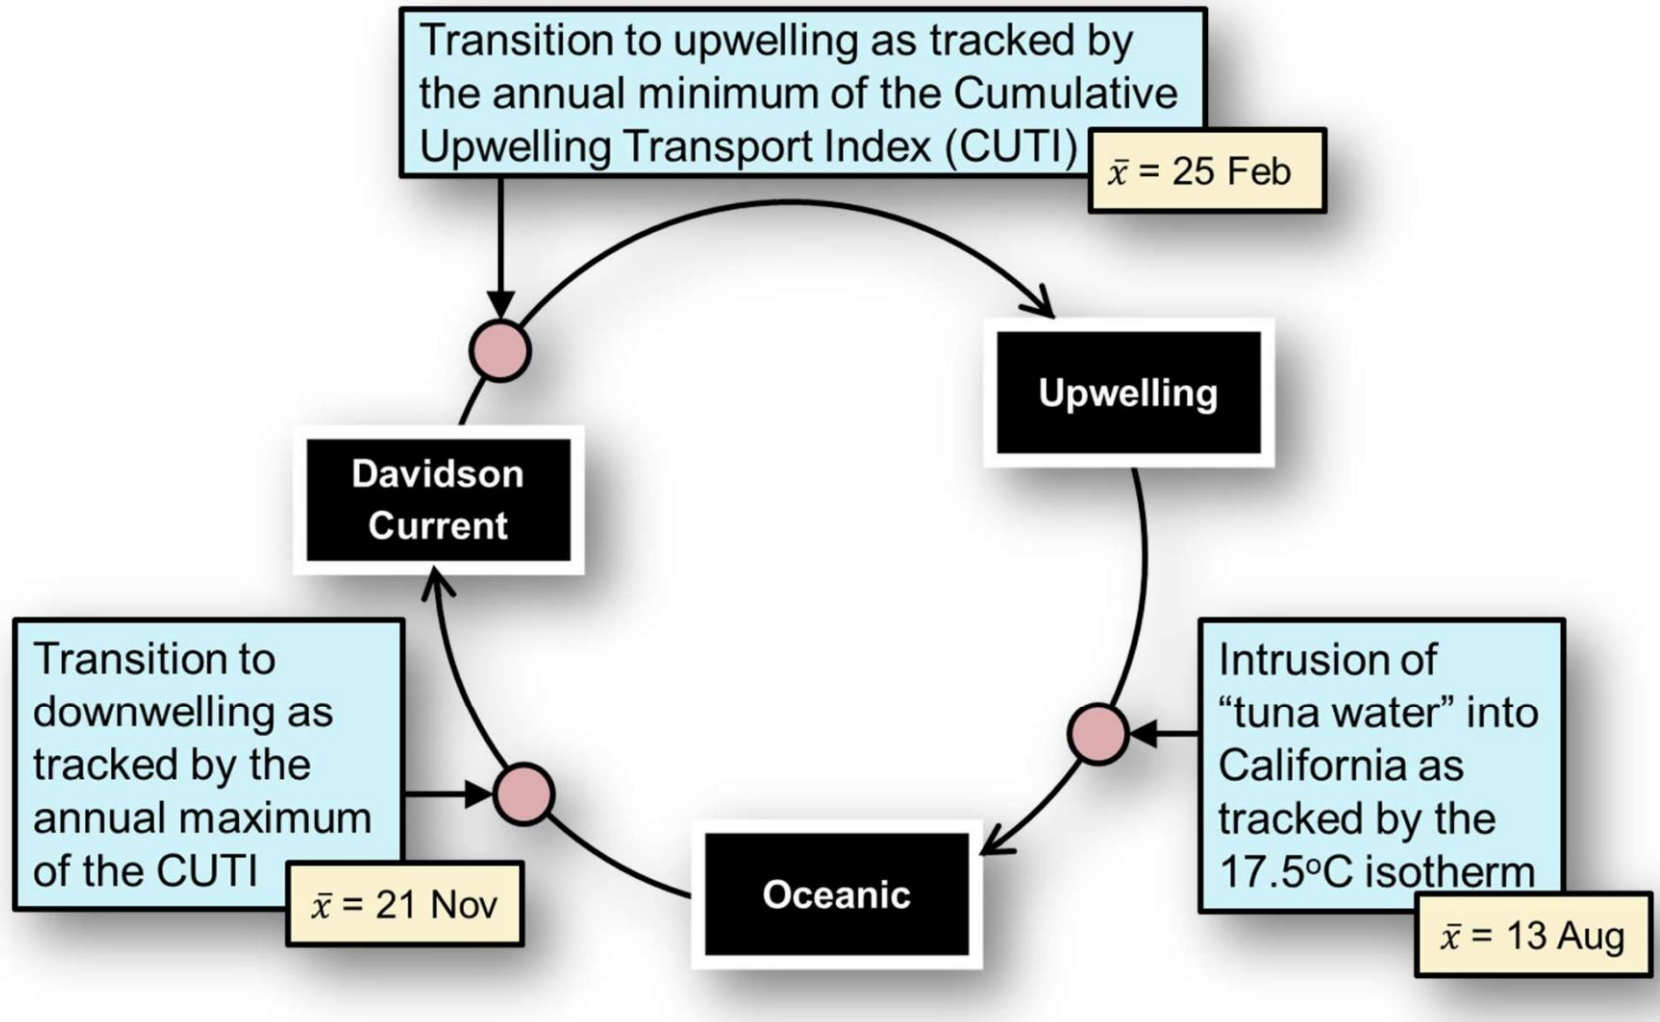 Transition to upwelling as tracked by
the annual minimum of the Cumulative
Upwelling Transport Index (CUTI)
x̄ = 25 Feb
Upwelling
Davidson
Current
Transition to
downwelling as
tracked by the
annual maximum
of the CUTI
x̄ = 21 Nov
Oceanic
Intrusion of
“tuna water” into
California as
tracked by the
17.5ºC isotherm
x̄ = 13 Aug